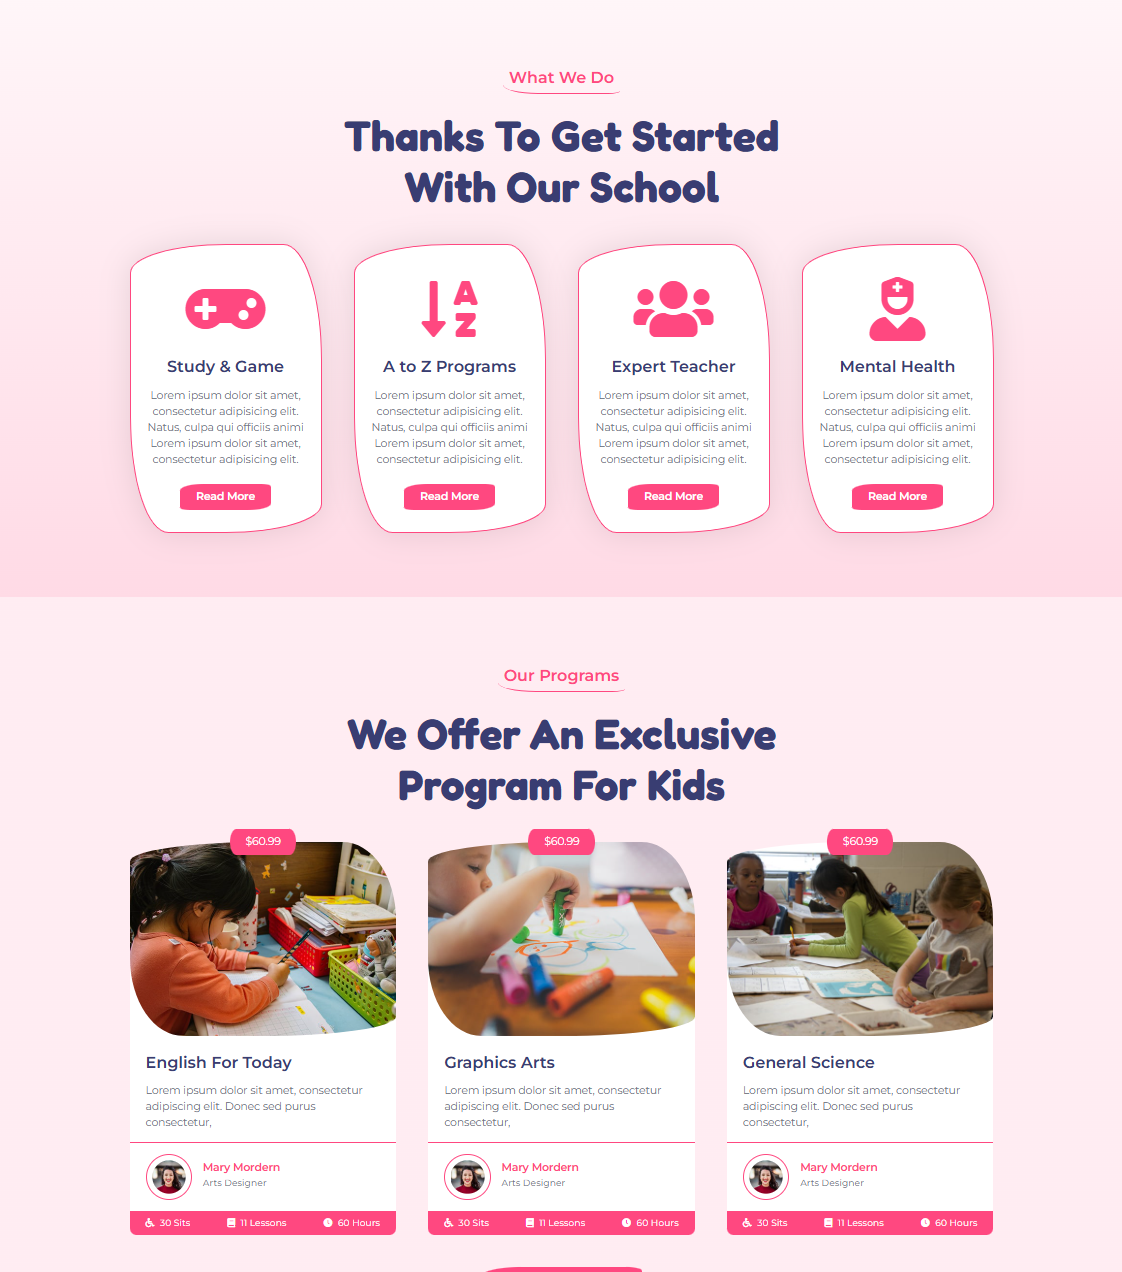 What We Do
Thanks To Get Started
With Our School
A
Z
Study & Game
Lorem ipsum dolor sit amet,
consectetur adipisicing elit.
Natus, culpa qui officiis animi
Lorem ipsum dolor sit amet,
consectetur adipisicing elit.
Read More
A to Z Programs
Lorem ipsum dolor sit amet,
consectetur adipisicing elit.
Natus, culpa qui officiis animi
Lorem ipsum dolor sit amet,
consectetur adipisicing elit.
Read More
Expert Teacher
Lorem ipsum dolor sit amet,
consectetur adipisicing elit.
Natus, culpa qui officiis animi
Lorem ipsum dolor sit amet,
consectetur adipisicing elit.
Read More
Mental Health
Lorem ipsum dolor sit amet,
consectetur adipisicing elit.
Natus, culpa qui officiis animi
Lorem ipsum dolor sit amet,
consectetur adipisicing elit.
Read More
Our Programs
We Offer An Exclusive
Program For Kids
$60.99
English For Today
Lorem ipsum dolor sit amet, consectetur
adipiscing elit. Donec sed purus
consectetur,
Mary Mordern
Arts Designer
30 Sits
11 Lessons
60 Hours
$60.99
Graphics Arts
Lorem ipsum dolor sit amet, consectetur
adipiscing elit. Donec sed purus
consectetur,
Mary Mordern
Arts Designer
30 Sits
11 Lessons
60 Hours
$60.99
General Science
Lorem ipsum dolor sit amet, consectetur
adipiscing elit. Donec sed purus
consectetur,
Mary Mordern
Arts Designer
30 Sits
11 Lessons
60 Hours